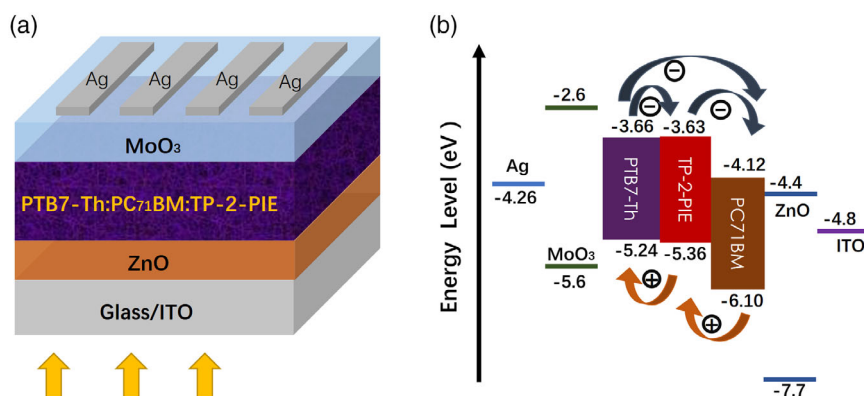 (a)
Ag Ag Ag Ag
MoO₃
PTB7-Th:PC₇₁BM:TP-2-PIE
ZnO
Glass/ITO
(b)
Energy Level (eV )
-2.6
-3.66 -3.63
Ag
-4.26
PTB7-Th
TP-2-PIE
-4.12
PC71BM
-4.4
ZnO
-4.8
ITO
-5.24
-5.36
MoO₃
-5.6
-6.10
-7.7